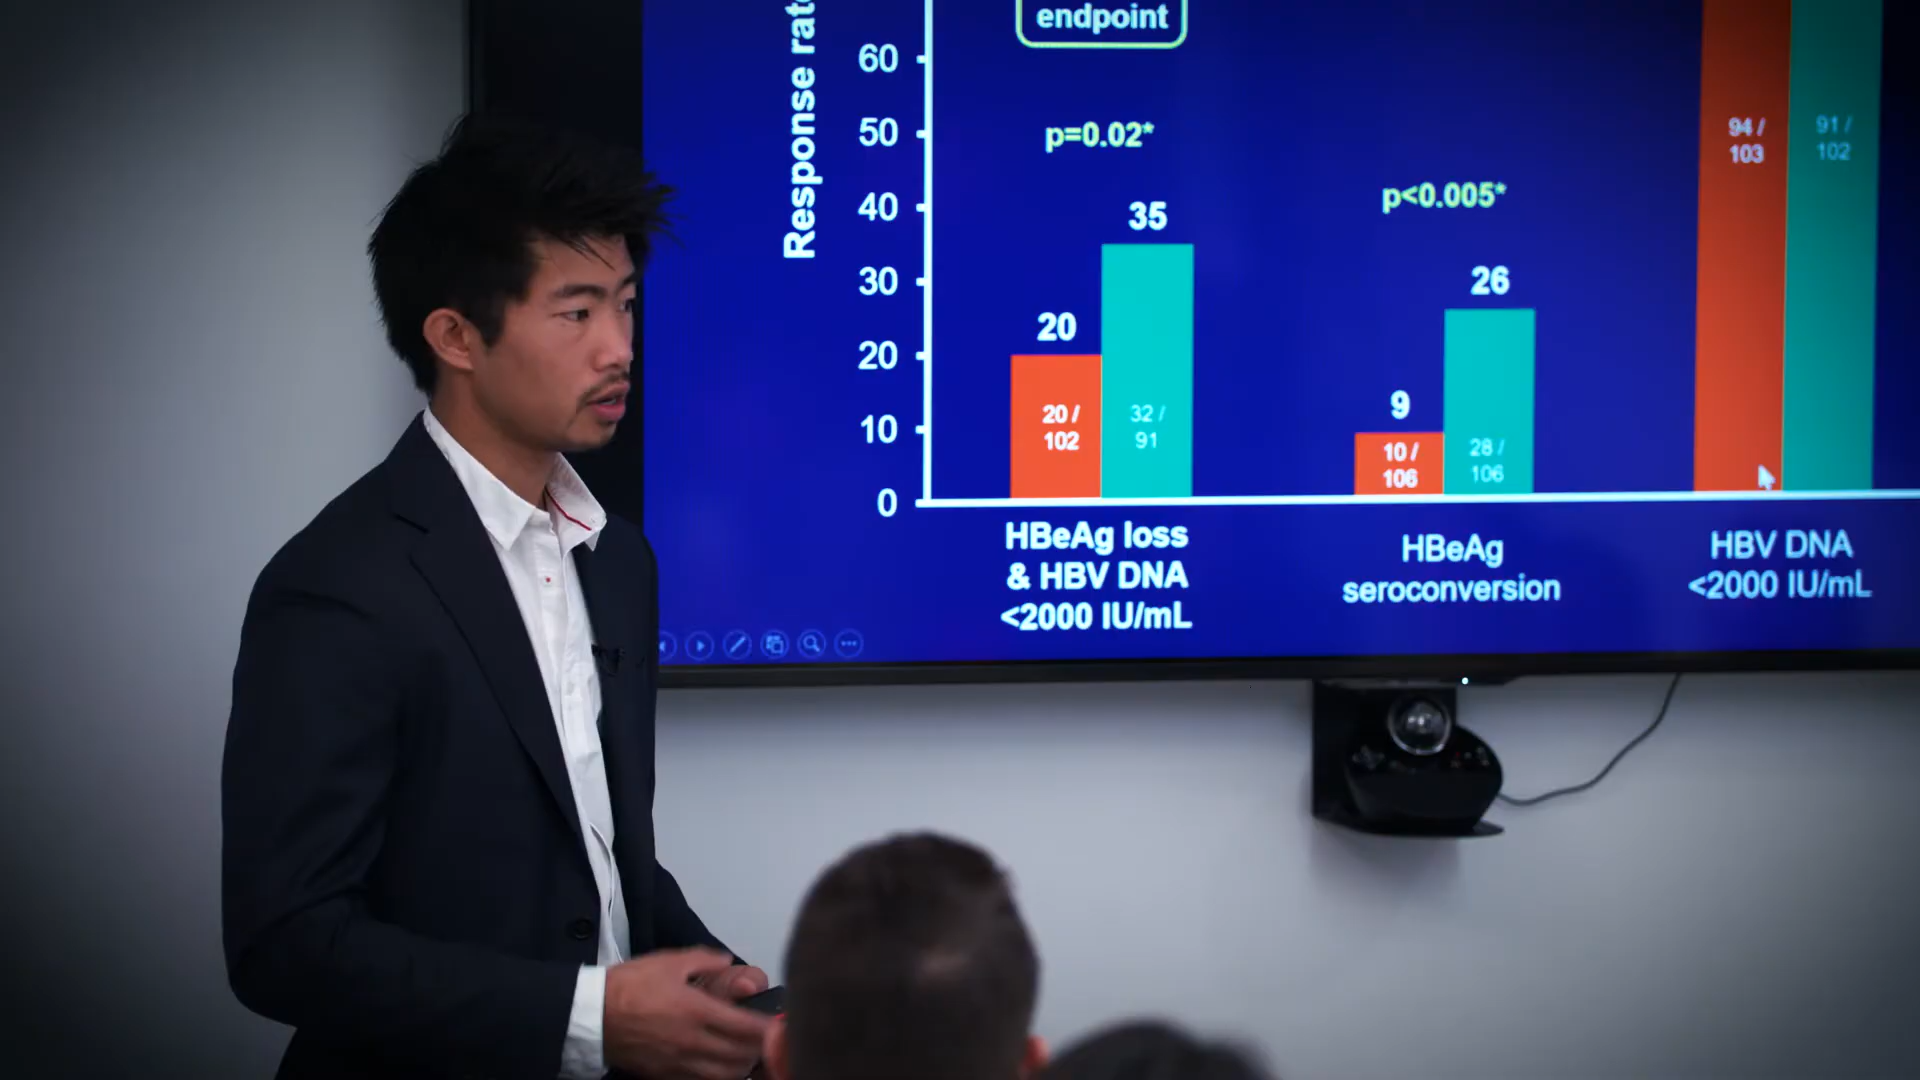 endpoint
Response rat
60
50
40
30
20
10
0
p=0.02*
35
20
20 /
102
32 /
91
p<0.005*
26
9
10 /
106
28 /
106
94 /
103
91 /
102
HBeAg loss
& HBV DNA
<2000 IU/mL
HBeAg
seroconversion
HBV DNA
<2000 IU/mL